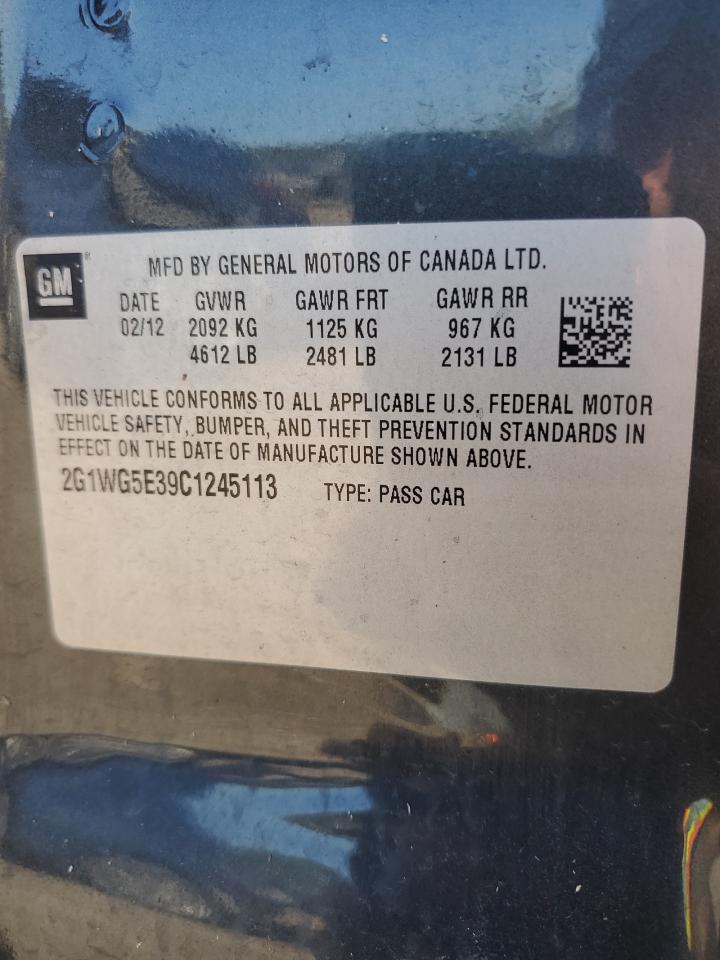 GM ®
MFD BY GENERAL MOTORS OF CANADA LTD.
DATE GVWR GAWR FRT GAWR RR
02/12 2092 KG 1125 KG 967 KG
4612 LB 2481 LB 2131 LB
THIS VEHICLE CONFORMS TO ALL APPLICABLE U.S. FEDERAL MOTOR
VEHICLE SAFETY, BUMPER, AND THEFT PREVENTION STANDARDS IN
EFFECT ON THE DATE OF MANUFACTURE SHOWN ABOVE.
2G1WG5E39C1245113 TYPE: PASS CAR